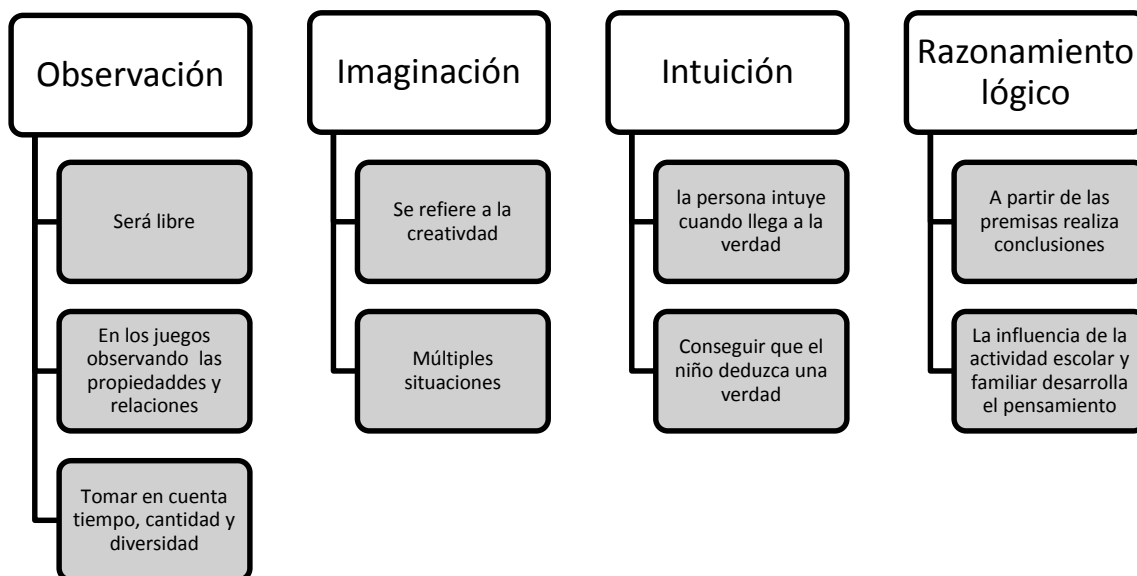 Observación
Será libre
En los juegos
observando las
propiedaddes y
relaciones
Tomar en cuenta
tiempo, cantidad y
diversidad
Imaginación
Se refiere a la
creativdad
Múltiples
situaciones
Intuición
la persona intuye
cuando llega a la
verdad
Conseguir que el
niño deduzca una
verdad
Razonamiento
lógico
A partir de las
premisas realiza
conclusiones
La influencia de la
actividad escolar y
familiar desarrolla
el pensamiento